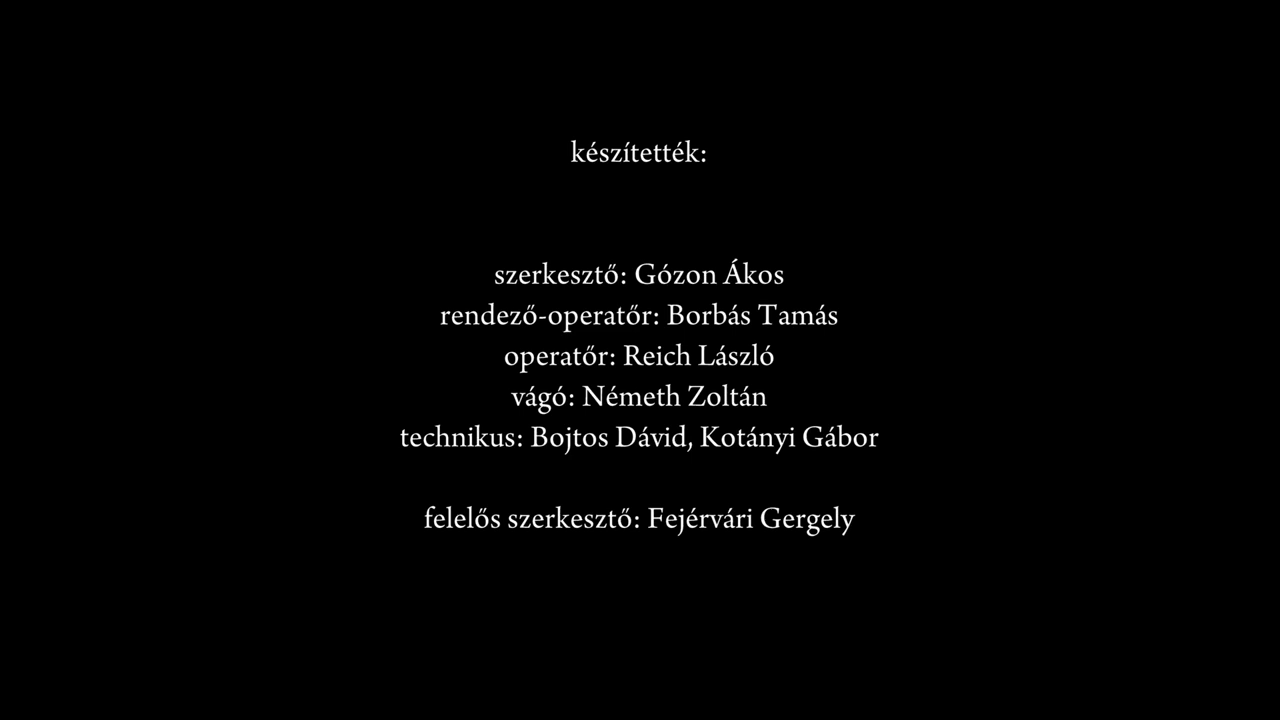 készítették:
szerkesztő: Gózon Ákos
rendező-operatőr: Borbás Tamás
operatőr: Reich László
vágó: Németh Zoltán
technikus: Bojtos Dávid, Kotányi Gábor
felelős szerkesztő: Fejérvári Gergely